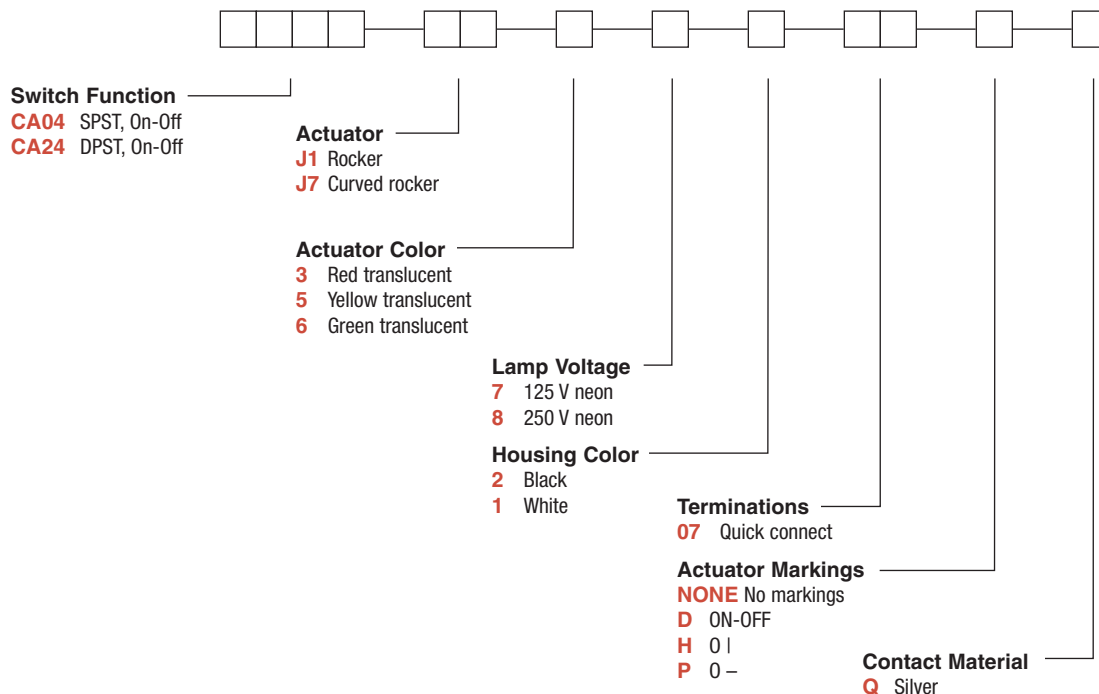 Switch Function
CA04 SPST, On-Off
CA24 DPST, On-Off
Actuator
J1 Rocker
J7 Curved rocker
Actuator Color
3 Red translucent
5 Yellow translucent
6 Green translucent
Lamp Voltage
7 125 V neon
8 250 V neon
Housing Color
2 Black
1 White
Terminations
07 Quick connect
Actuator Markings
NONE No markings
D ON-OFF
H 0 |
P 0 –
Contact Material
Q Silver